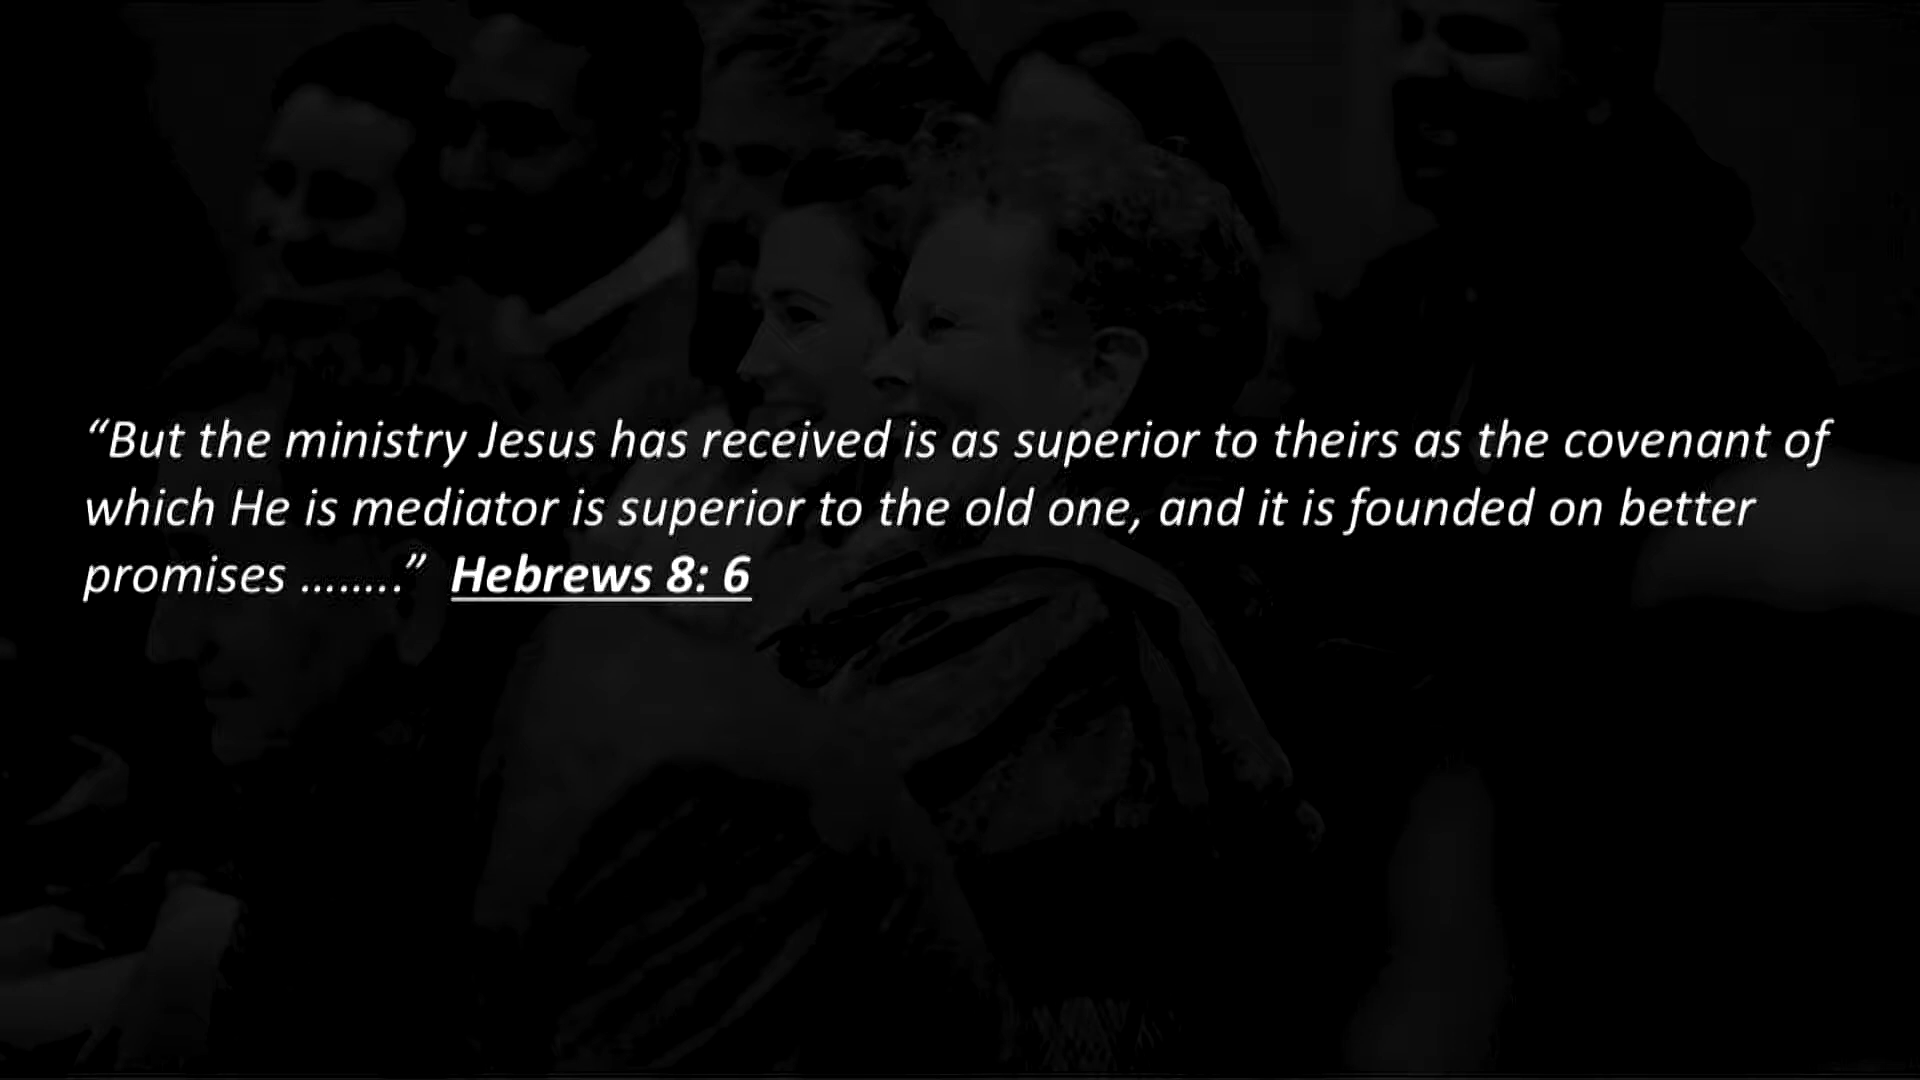 “But the ministry Jesus has received is as superior to theirs as the covenant of
which He is mediator is superior to the old one, and it is founded on better
promises ……..”  Hebrews 8: 6